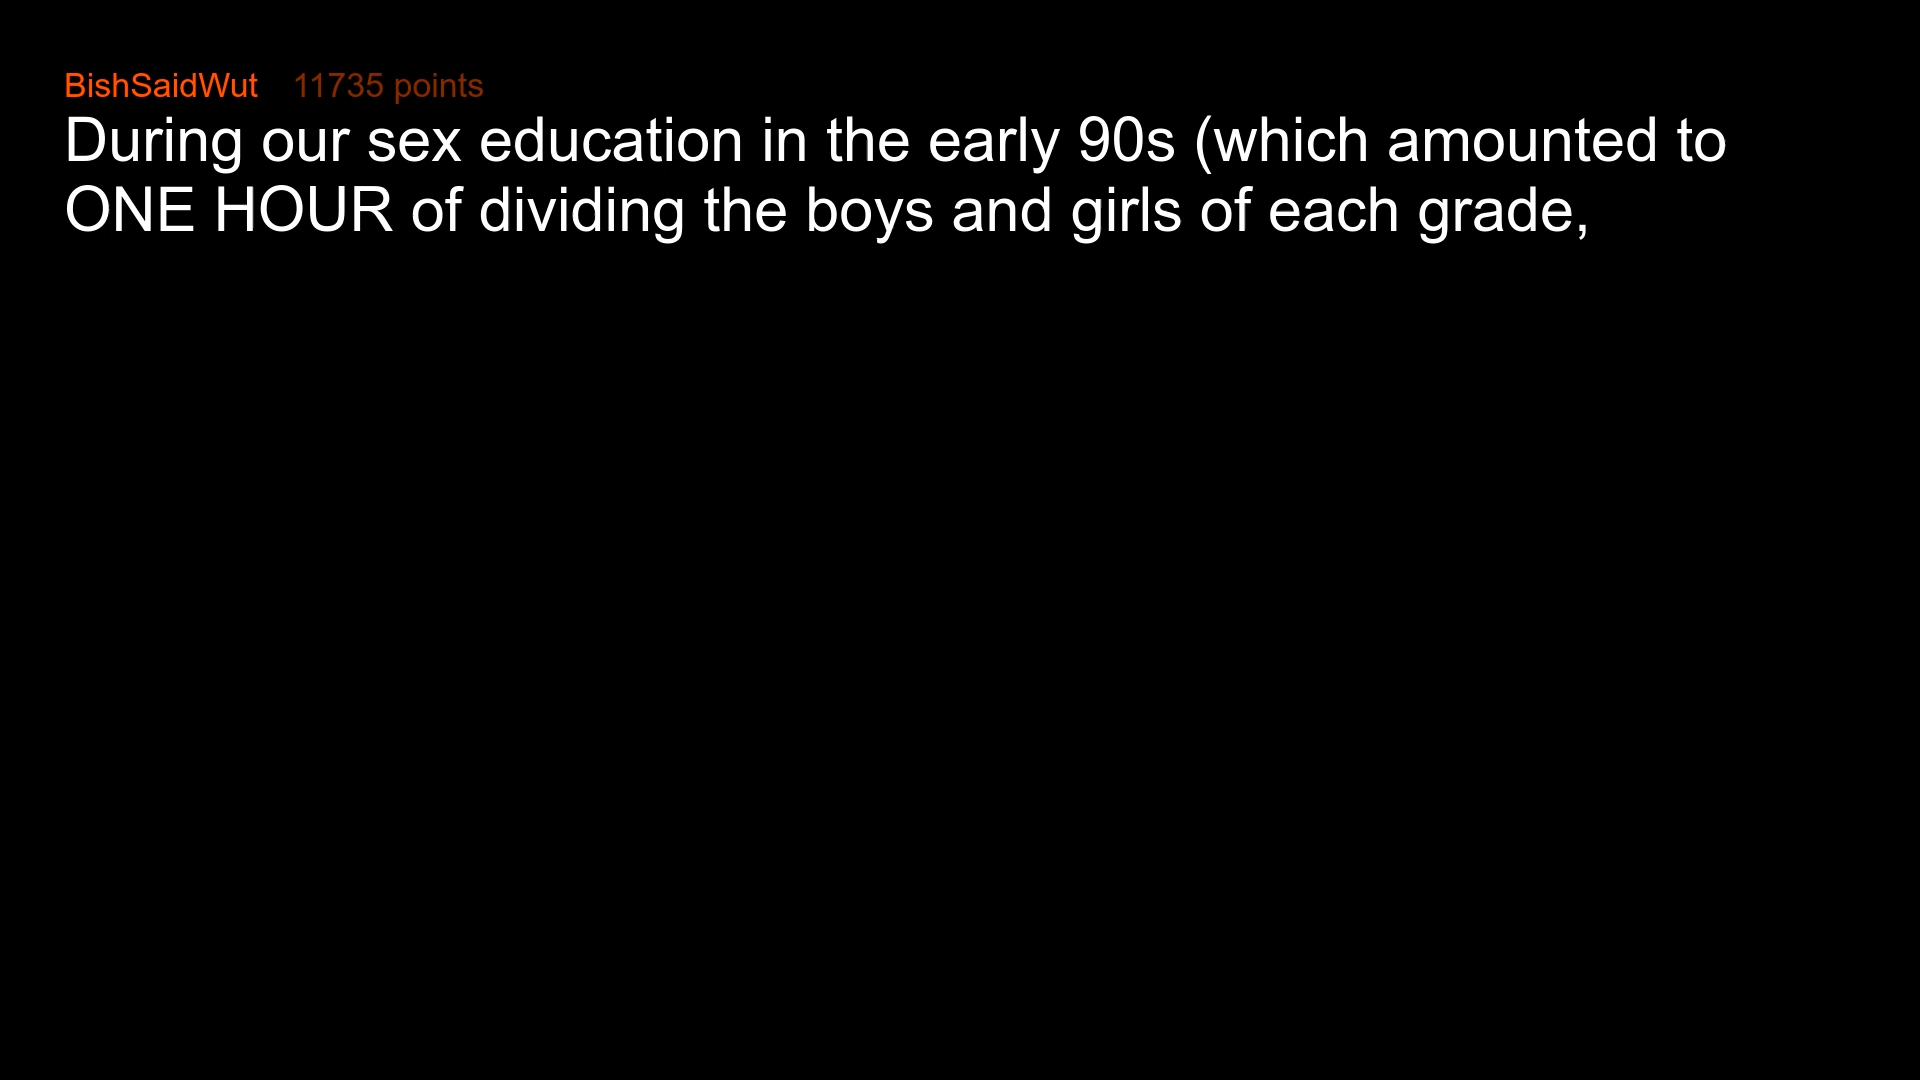 BishSaidWut 11735 points
During our sex education in the early 90s (which amounted to
ONE HOUR of dividing the boys and girls of each grade,